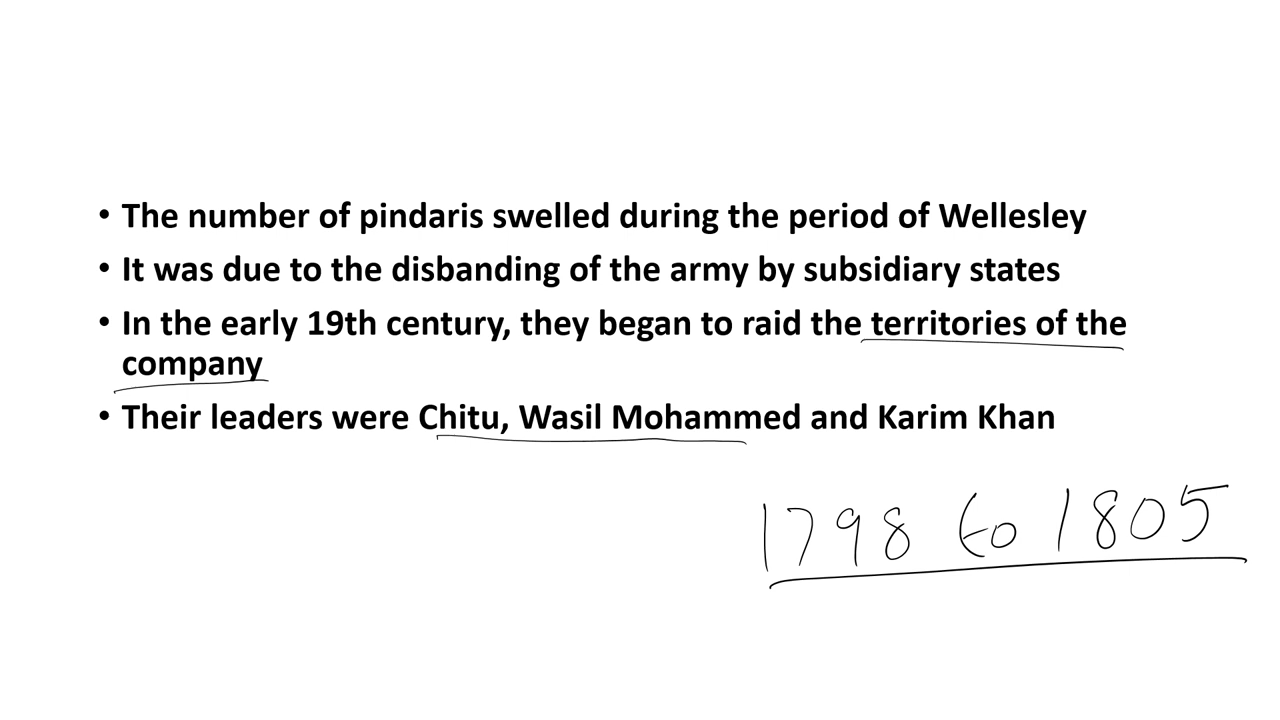 • The number of pindaris swelled during the period of Wellesley
• It was due to the disbanding of the army by subsidiary states
• In the early 19th century, they began to raid the territories of the
company
• Their leaders were Chitu, Wasil Mohammed and Karim Khan
1798 to 1805